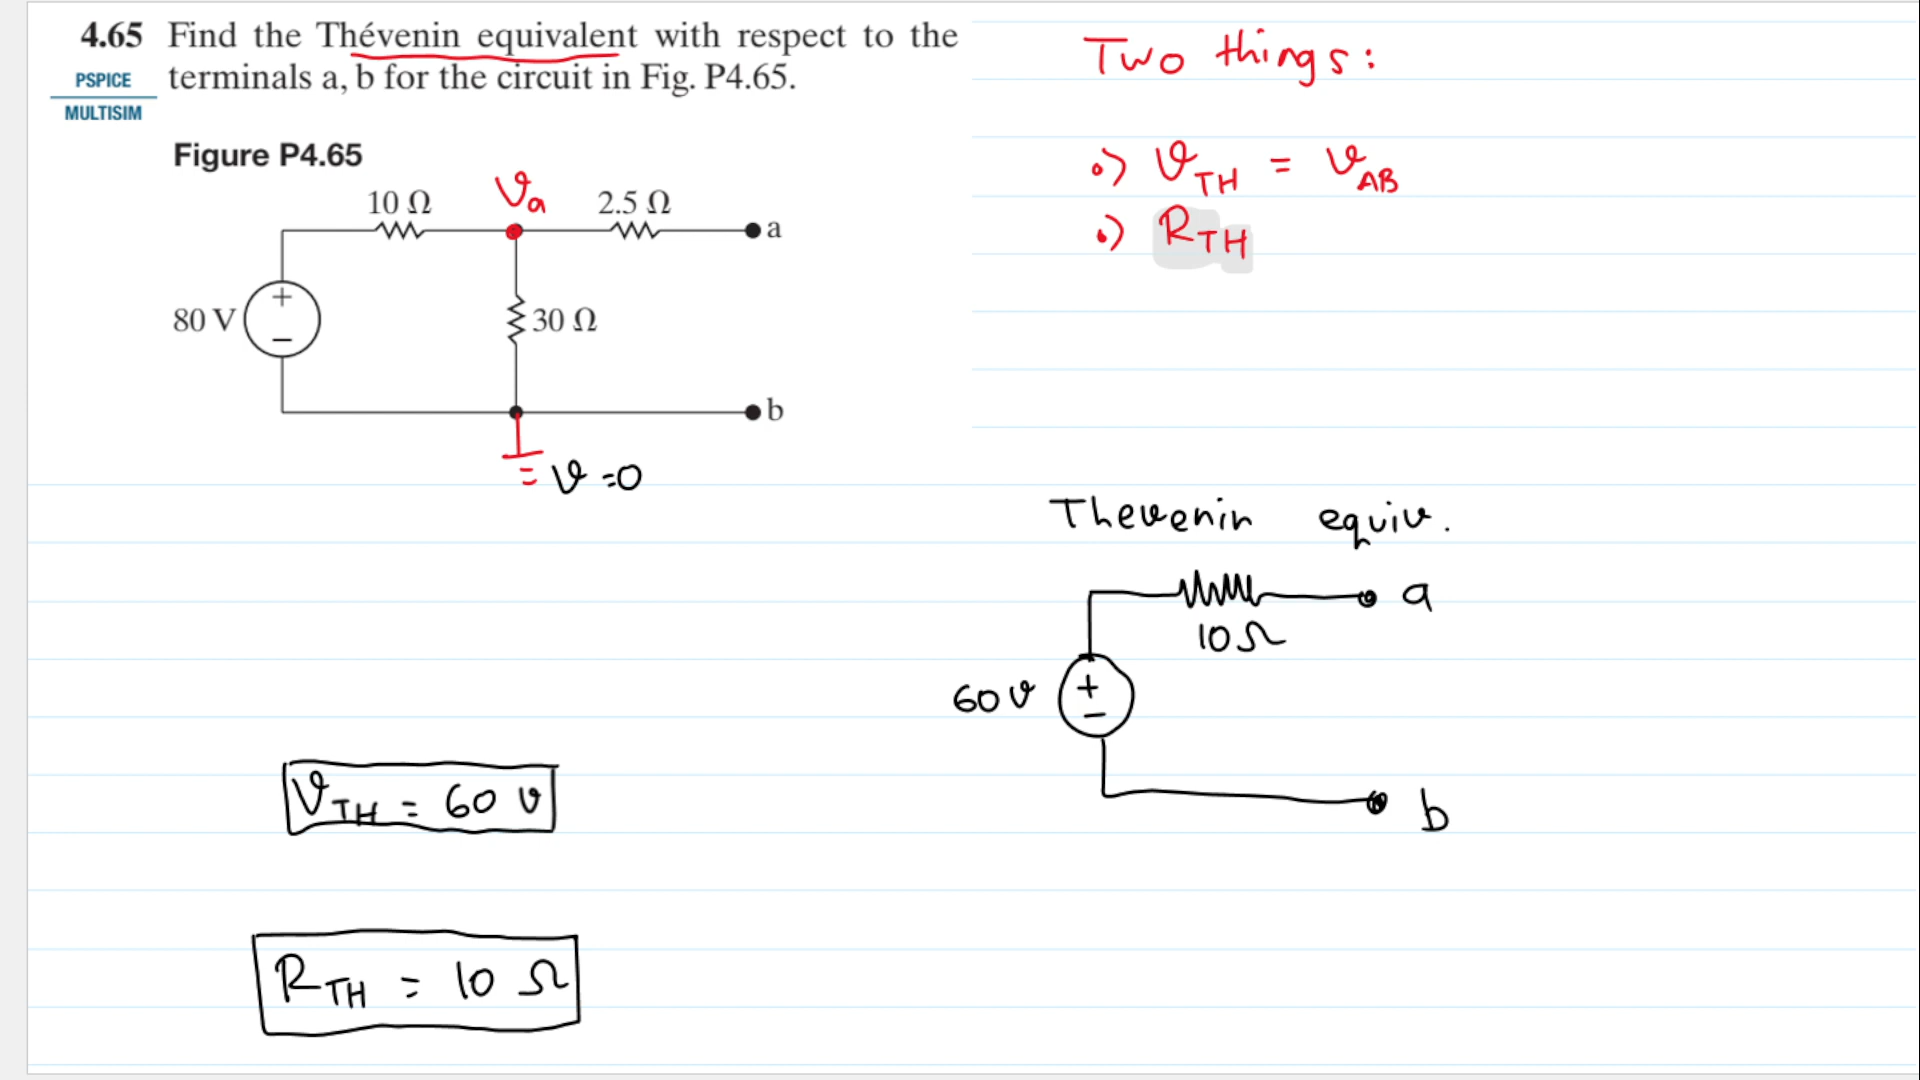 4.65 Find the Thévenin equivalent with respect to the
PSPICE terminals a, b for the circuit in Fig. P4.65.
MULTISIM
Figure P4.65
10 Ω
va
2.5 Ω
a
80 V
+
−
30 Ω
b
v = 0
Two things:
•) vTH = vAB
•) RTH
Thevenin equiv.
a
10Ω
60 v
+
−
b
vTH = 60 v
RTH = 10 Ω